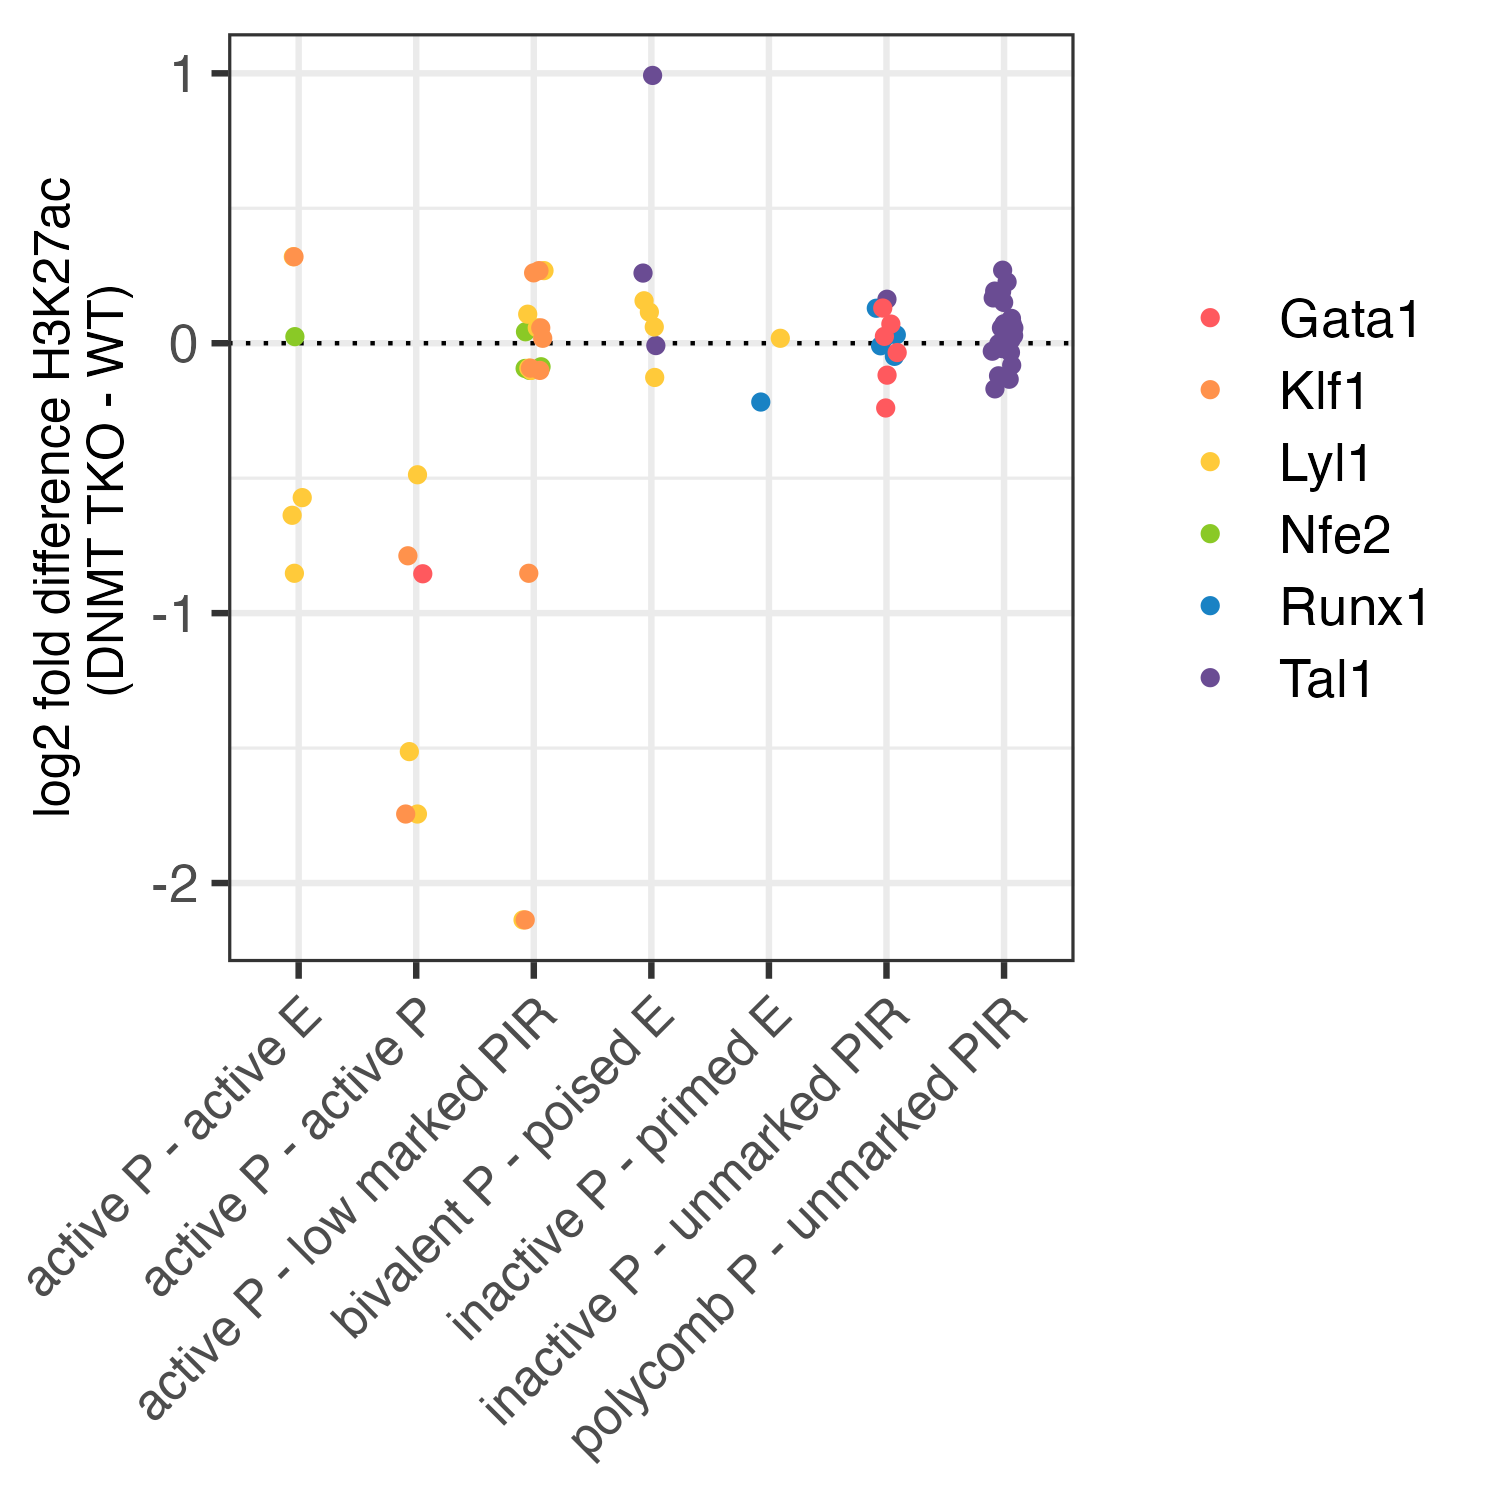 log2 fold difference H3K27ac
(DNMT TKO - WT)
1
0
-1
-2
active P - active E
active P - active P
active P - low marked PIR
bivalent P - poised E
inactive P - primed E
inactive P - unmarked PIR
polycomb P - unmarked PIR
Gata1
Klf1
Lyl1
Nfe2
Runx1
Tal1